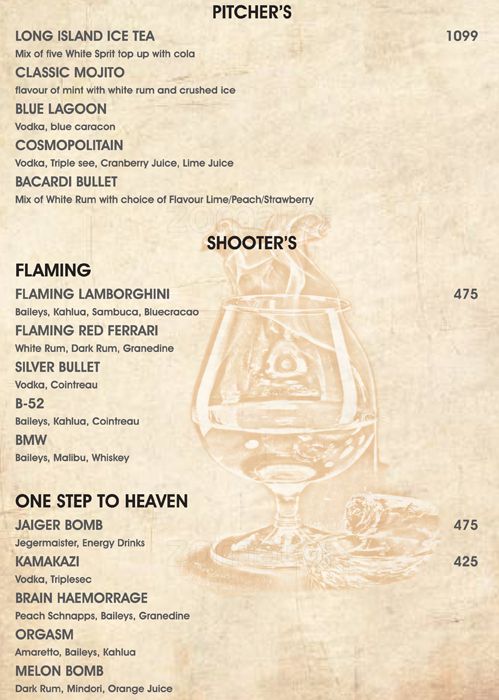 PITCHER'S
LONG ISLAND ICE TEA 1099
Mix of five White Sprit top up with cola
CLASSIC MOJITO
flavour of mint with white rum and crushed ice
BLUE LAGOON
Vodka, blue caracon
COSMOPOLITAIN
Vodka, Triple see, Cranberry Juice, Lime Juice
BACARDI BULLET
Mix of White Rum with choice of Flavour Lime/Peach/Strawberry
SHOOTER'S
FLAMING
FLAMING LAMBORGHINI 475
Baileys, Kahlua, Sambuca, Bluecracao
FLAMING RED FERRARI
White Rum, Dark Rum, Granedine
SILVER BULLET
Vodka, Cointreau
B-52
Baileys, Kahlua, Cointreau
BMW
Baileys, Malibu, Whiskey
ONE STEP TO HEAVEN
JAIGER BOMB 475
Jegermaister, Energy Drinks
KAMAKAZI 425
Vodka, Triplesec
BRAIN HAEMORRAGE
Peach Schnapps, Baileys, Granedine
ORGASM
Amaretto, Baileys, Kahlua
MELON BOMB
Dark Rum, Mindori, Orange Juice